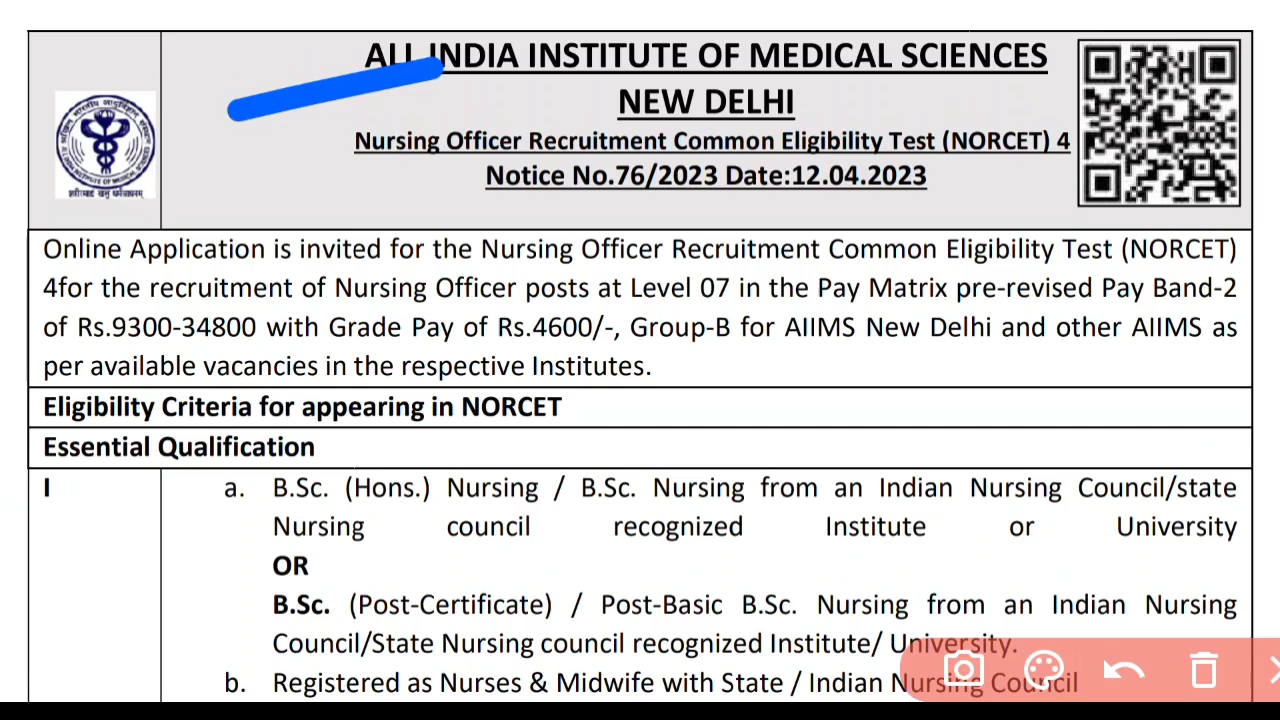 ALL INDIA INSTITUTE OF MEDICAL SCIENCES
NEW DELHI
Nursing Officer Recruitment Common Eligibility Test (NORCET) 4
Notice No.76/2023 Date:12.04.2023
Online Application is invited for the Nursing Officer Recruitment Common Eligibility Test (NORCET)
4for the recruitment of Nursing Officer posts at Level 07 in the Pay Matrix pre-revised Pay Band-2
of Rs.9300-34800 with Grade Pay of Rs.4600/-, Group-B for AIIMS New Delhi and other AIIMS as
per available vacancies in the respective Institutes.
Eligibility Criteria for appearing in NORCET
Essential Qualification
I
a. B.Sc. (Hons.) Nursing / B.Sc. Nursing from an Indian Nursing Council/state
Nursing council recognized Institute or University
OR
B.Sc. (Post-Certificate) / Post-Basic B.Sc. Nursing from an Indian Nursing
Council/State Nursing council recognized Institute/ University.
b. Registered as Nurses & Midwife with State / Indian Nursing Council